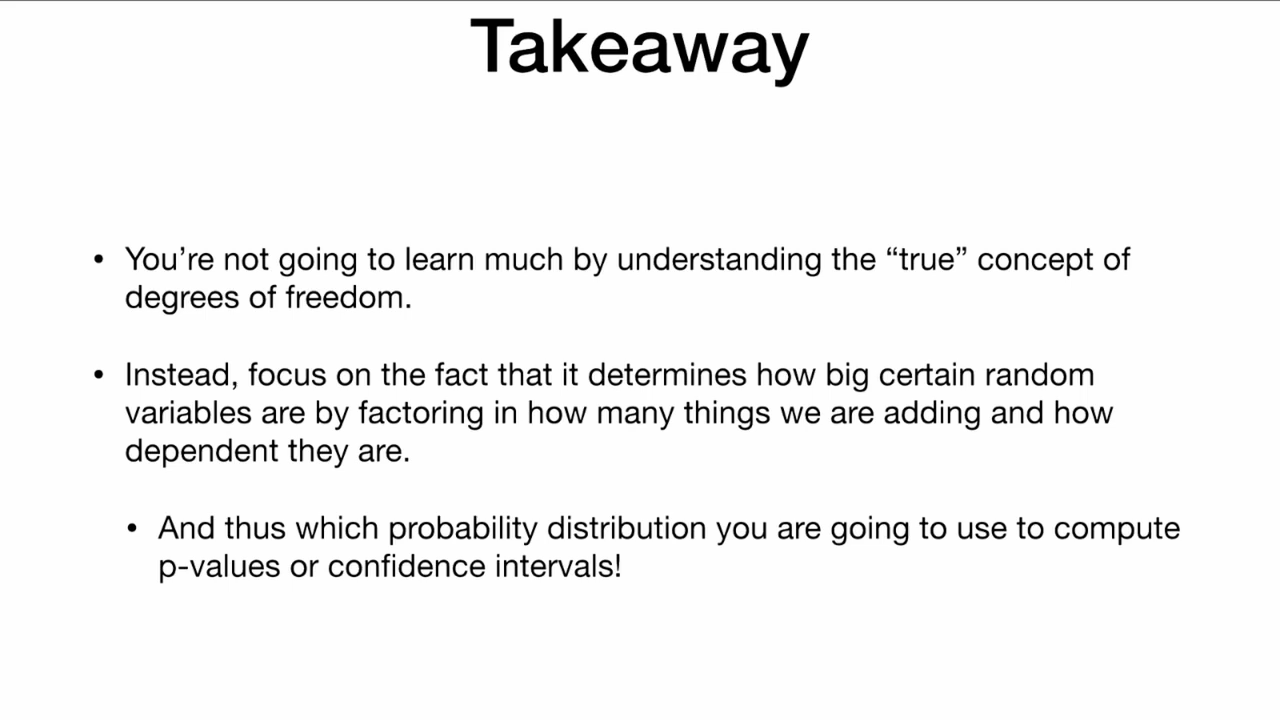 Takeaway
• You’re not going to learn much by understanding the “true” concept of
degrees of freedom.
• Instead, focus on the fact that it determines how big certain random
variables are by factoring in how many things we are adding and how
dependent they are.
• And thus which probability distribution you are going to use to compute
p-values or confidence intervals!